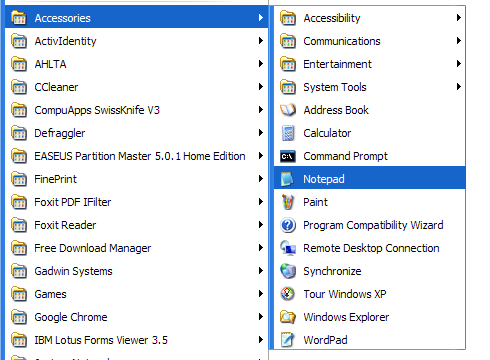 Accessories
ActivIdentity
AHLTA
CCleaner
CompuApps SwissKnife V3
Defraggler
EASEUS Partition Master 5.0.1 Home Edition
FinePrint
Foxit PDF IFilter
Foxit Reader
Free Download Manager
Gadwin Systems
Games
Google Chrome
IBM Lotus Forms Viewer 3.5
Accessibility
Communications
Entertainment
System Tools
Address Book
Calculator
Command Prompt
Notepad
Paint
Program Compatibility Wizard
Remote Desktop Connection
Synchronize
Tour Windows XP
Windows Explorer
WordPad